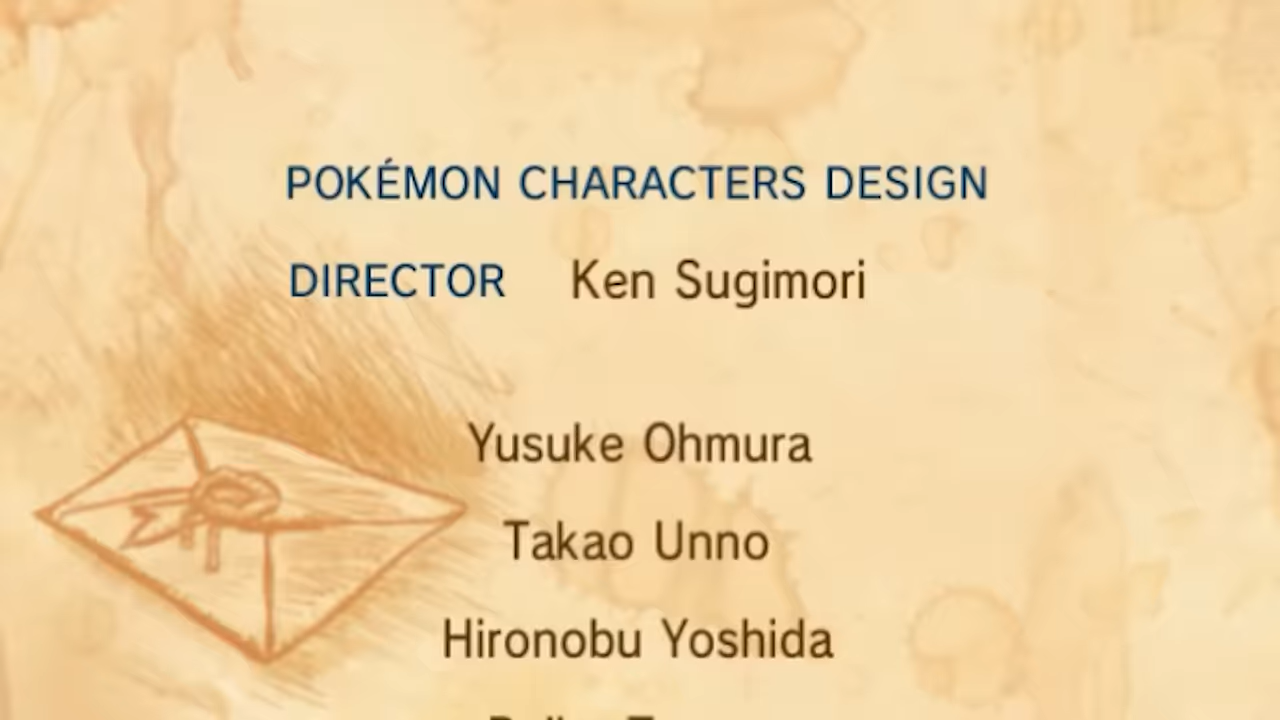 POKÉMON CHARACTERS DESIGN
DIRECTOR Ken Sugimori
Yusuke Ohmura
Takao Unno
Hironobu Yoshida